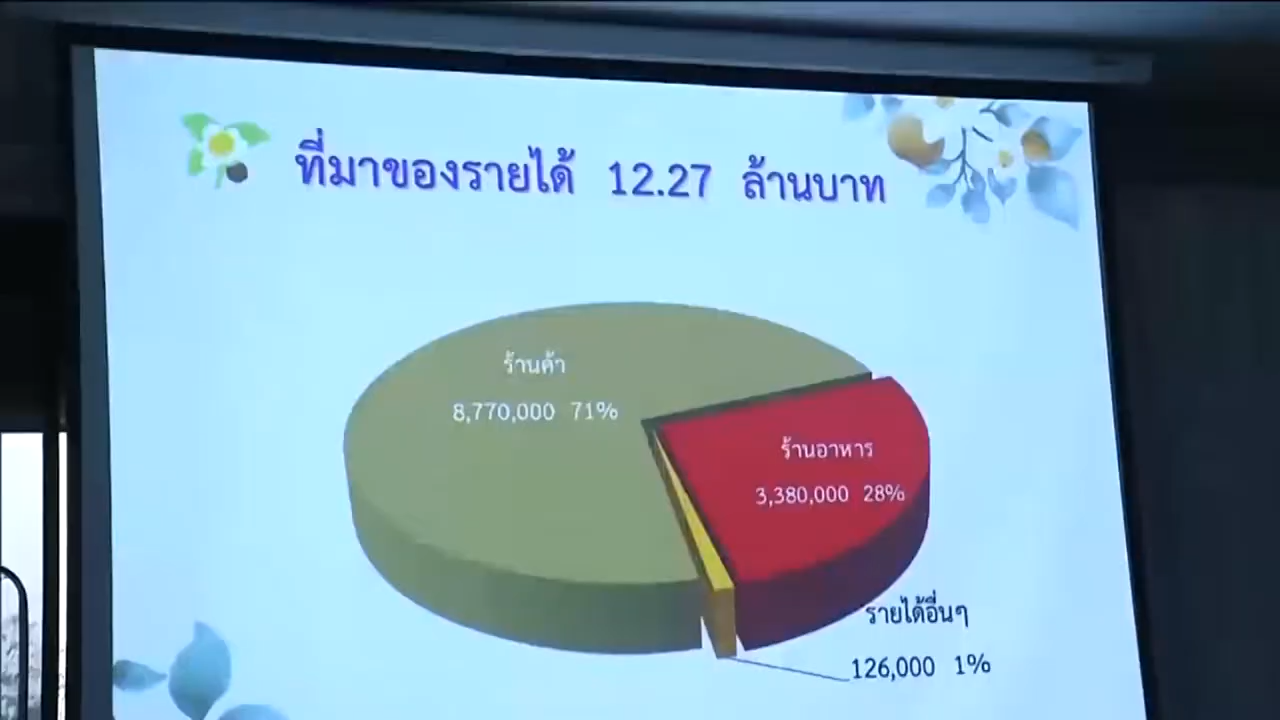 ที่มาของรายได้ 12.27 ล้านบาท
ร้านค้า
8,770,000 71%
ร้านอาหาร
3,380,000 28%
รายได้อื่นๆ
126,000 1%